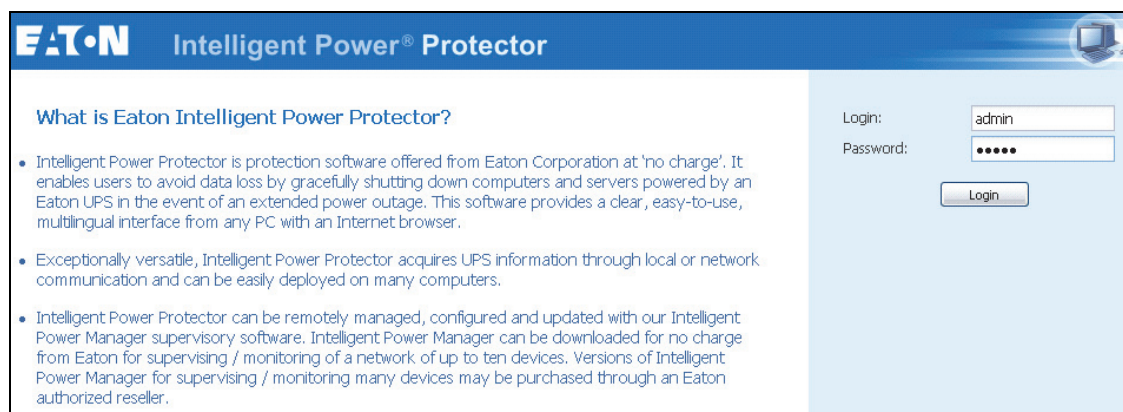 EATON Intelligent Power® Protector
What is Eaton Intelligent Power Protector?
• Intelligent Power Protector is protection software offered from Eaton Corporation at 'no charge'. It
enables users to avoid data loss by gracefully shutting down computers and servers powered by an
Eaton UPS in the event of an extended power outage. This software provides a clear, easy-to-use,
multilingual interface from any PC with an Internet browser.
• Exceptionally versatile, Intelligent Power Protector acquires UPS information through local or network
communication and can be easily deployed on many computers.
• Intelligent Power Protector can be remotely managed, configured and updated with our Intelligent
Power Manager supervisory software. Intelligent Power Manager can be downloaded for no charge
from Eaton for supervising / monitoring of a network of up to ten devices. Versions of Intelligent
Power Manager for supervising / monitoring many devices may be purchased through an Eaton
authorized reseller.
Login: admin
Password: •••••
Login